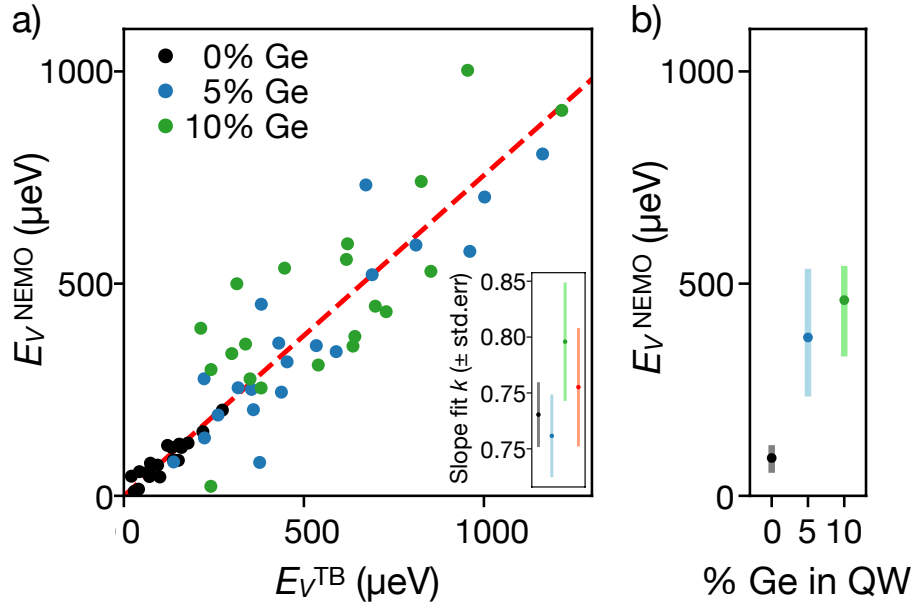 a)
0% Ge
5% Ge
10% Ge
1000
500
0
E_V^NEMO (μeV)
0
500
1000
E_V^TB (μeV)
Slope fit k (± std.err)
0.85
0.80
0.75
0.75
b)
1000
500
0
E_V^NEMO (μeV)
0
5
10
% Ge in QW